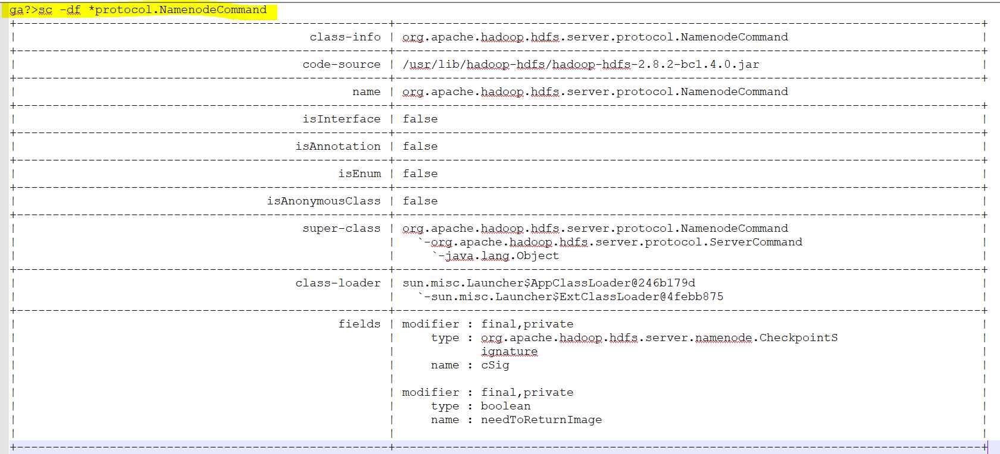 ga?>sc -df *protocol.NamenodeCommand
+----------------------------------------------------+----------------------------------------------------------------------------------+
| class-info | org.apache.hadoop.hdfs.server.protocol.NamenodeCommand |
+----------------------------------------------------+----------------------------------------------------------------------------------+
| code-source | /usr/lib/hadoop-hdfs/hadoop-hdfs-2.8.2-bc1.4.0.jar |
+----------------------------------------------------+----------------------------------------------------------------------------------+
| name | org.apache.hadoop.hdfs.server.protocol.NamenodeCommand |
+----------------------------------------------------+----------------------------------------------------------------------------------+
| isInterface | false |
+----------------------------------------------------+----------------------------------------------------------------------------------+
| isAnnotation | false |
+----------------------------------------------------+----------------------------------------------------------------------------------+
| isEnum | false |
+----------------------------------------------------+----------------------------------------------------------------------------------+
| isAnonymousClass | false |
+----------------------------------------------------+----------------------------------------------------------------------------------+
| super-class | org.apache.hadoop.hdfs.server.protocol.NamenodeCommand |
| | `-org.apache.hadoop.hdfs.server.protocol.ServerCommand |
| | `-java.lang.Object |
+----------------------------------------------------+----------------------------------------------------------------------------------+
| class-loader | sun.misc.Launcher$AppClassLoader@246b179d |
| | `-sun.misc.Launcher$ExtClassLoader@4febb875 |
+----------------------------------------------------+----------------------------------------------------------------------------------+
| fields | modifier : final,private |
| | type : org.apache.hadoop.hdfs.server.namenode.CheckpointS |
| | ignature |
| | name : cSig |
| | |
| | modifier : final,private |
| | type : boolean |
| | name : needToReturnImage |
| | |
+----------------------------------------------------+----------------------------------------------------------------------------------+